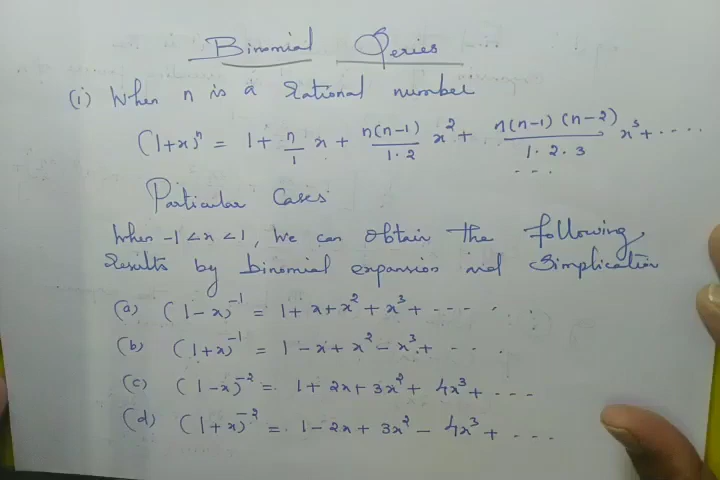 Binomial Series
(i) When n is a rational number
(1+x)^n = 1 + n/1 x + n(n-1)/1·2 x^2 + n(n-1)(n-2)/1·2·3 x^3 + ....
...
Particular Cases
When -1 < x < 1, We can obtain the following
results by binomial expansion and Simplication
(a) (1-x)^-1 = 1 + x + x^2 + x^3 + ---- . . .
(b) (1+x)^-1 = 1 - x + x^2 - x^3 + - . . .
(c) (1-x)^-2 = 1 + 2x + 3x^2 + 4x^3 + - - - -
(d) (1+x)^-2 = 1 - 2x + 3x^2 - 4x^3 + - . . .